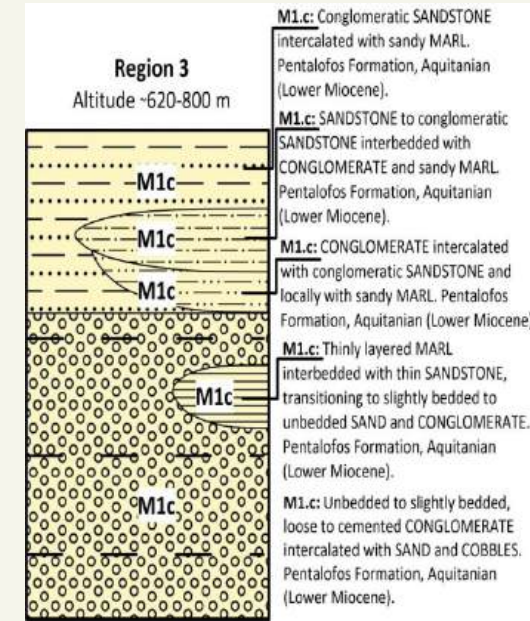 Region 3
Altitude ~620-800 m
M1c
M1c
M1c
M1c
M1c
M1.c: Conglomeratic SANDSTONE
intercalated with sandy MARL.
Pentalofos Formation, Aquitanian
(Lower Miocene).
M1.c: SANDSTONE to conglomeratic
SANDSTONE interbedded with
CONGLOMERATE and sandy MARL.
Pentalofos Formation, Aquitanian
(Lower Miocene).
M1.c: CONGLOMERATE intercalated
with conglomeratic SANDSTONE and
locally with sandy MARL. Pentalofos
Formation, Aquitanian (Lower Miocene)
M1.c: Thinly layered MARL
interbedded with thin SANDSTONE,
transitioning to slightly bedded to
unbedded SAND and CONGLOMERATE.
Pentalofos Formation, Aquitanian
(Lower Miocene).
M1.c: Unbedded to slightly bedded,
loose to cemented CONGLOMERATE
intercalated with SAND and COBBLES.
Pentalofos Formation, Aquitanian
(Lower Miocene).